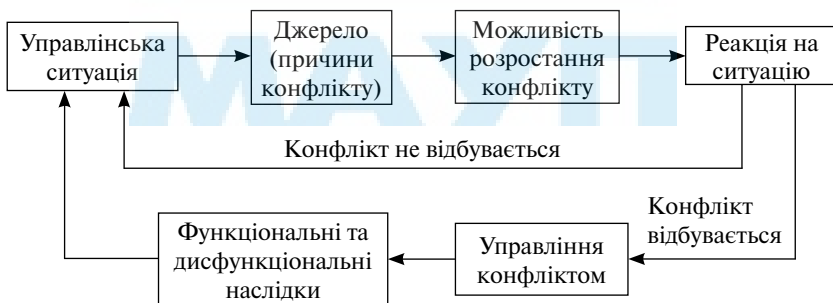 Управлінська
ситуація
Джерело
(причини
конфлікту)
Можливість
розростання
конфлікту
Реакція на
ситуацію
МАУП
Конфлікт не відбувається
Конфлікт
відбувається
Функціональні та
дисфункціональні
наслідки
Управління
конфліктом